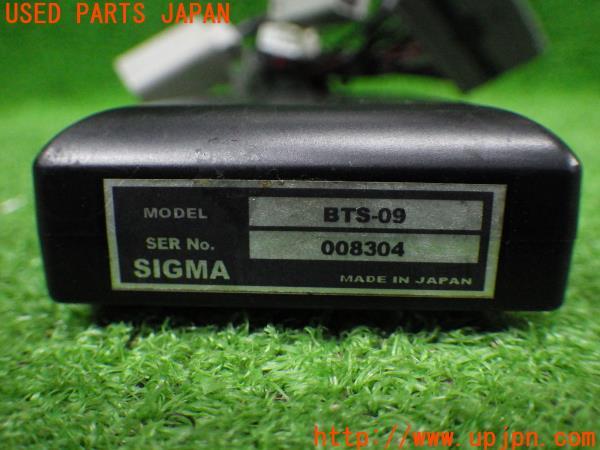 USED PARTS JAPAN
MODEL BTS-09
SER No. 008304
SIGMA MADE IN JAPAN
http://www.upjpn.com